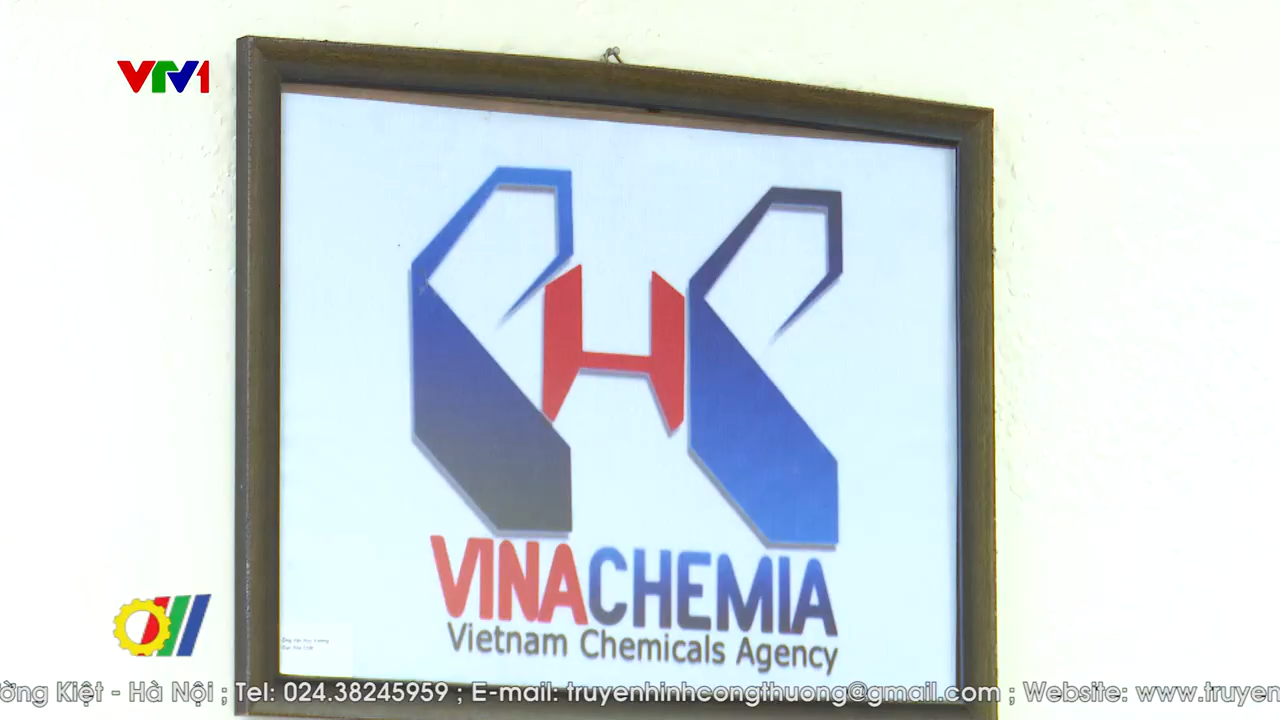 VTV1
VINACHEMIA
Vietnam Chemicals Agency
ờng Kiệt - Hà Nội ; Tel: 024.38245959 ; E-mail: truyenhinhcongthuong@gmail.com ; Website: www.truyen